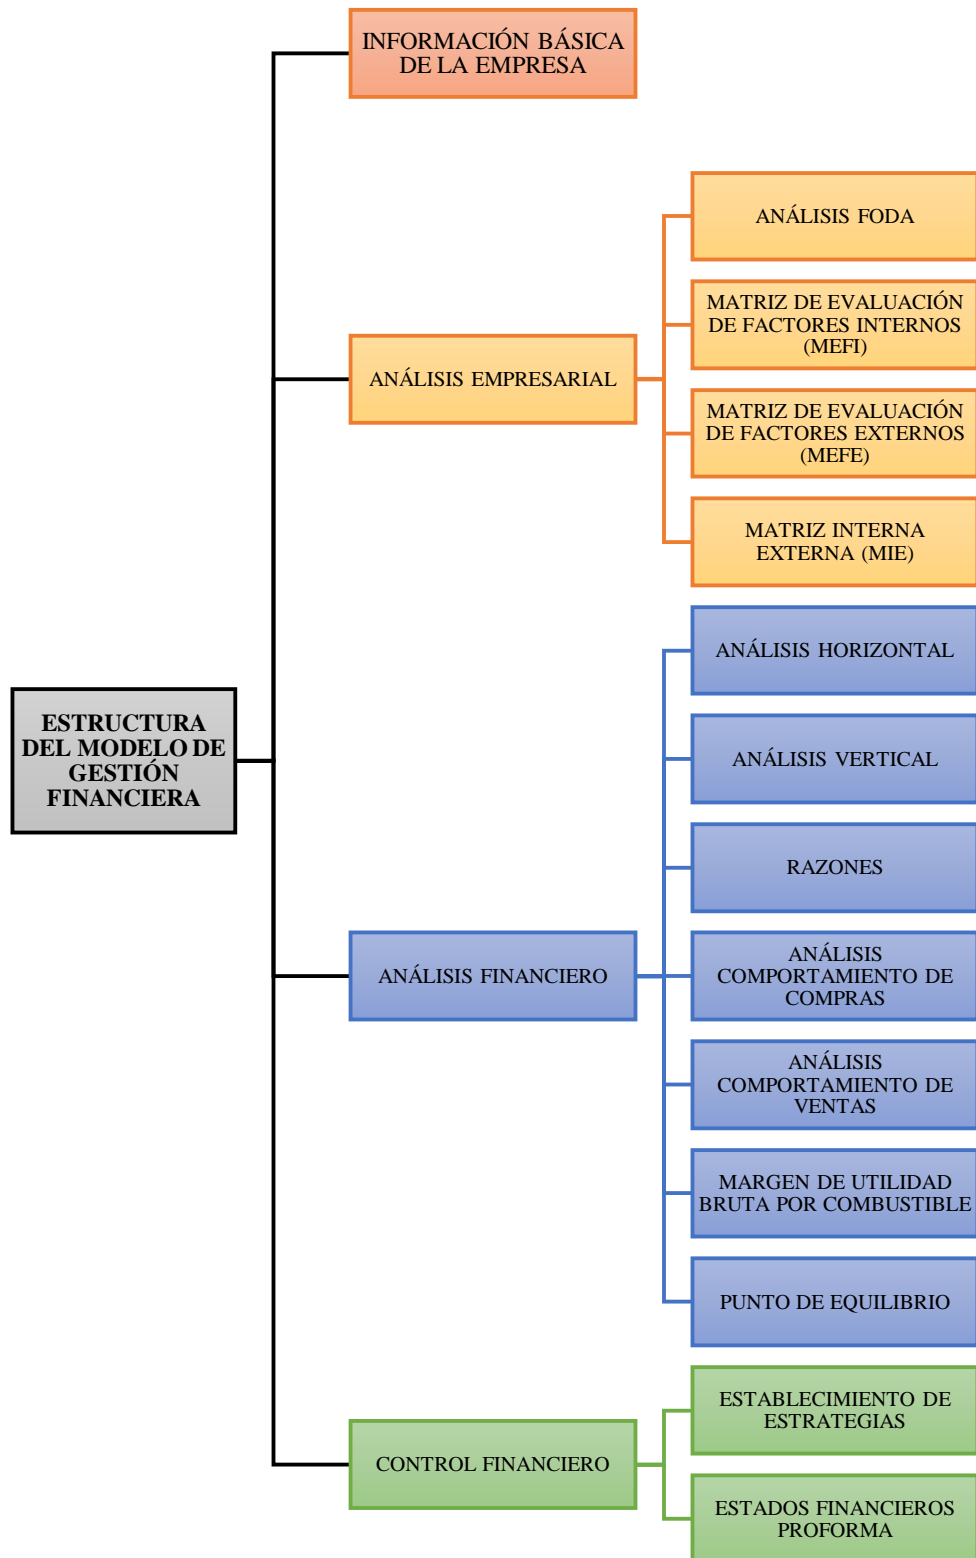 INFORMACIÓN BÁSICA
DE LA EMPRESA
ANÁLISIS FODA
MATRIZ DE EVALUACIÓN
DE FACTORES INTERNOS
(MEFI)
ANÁLISIS EMPRESARIAL
MATRIZ DE EVALUACIÓN
DE FACTORES EXTERNOS
(MEFE)
MATRIZ INTERNA
EXTERNA (MIE)
ESTRUCTURA
DEL MODELO DE
GESTIÓN
FINANCIERA
ANÁLISIS HORIZONTAL
ANÁLISIS VERTICAL
RAZONES
ANÁLISIS FINANCIERO
ANÁLISIS
COMPORTAMIENTO DE
COMPRAS
ANÁLISIS
COMPORTAMIENTO DE
VENTAS
MARGEN DE UTILIDAD
BRUTA POR COMBUSTIBLE
PUNTO DE EQUILIBRIO
ESTABLECIMIENTO DE
ESTRATEGIAS
CONTROL FINANCIERO
ESTADOS FINANCIEROS
PROFORMA